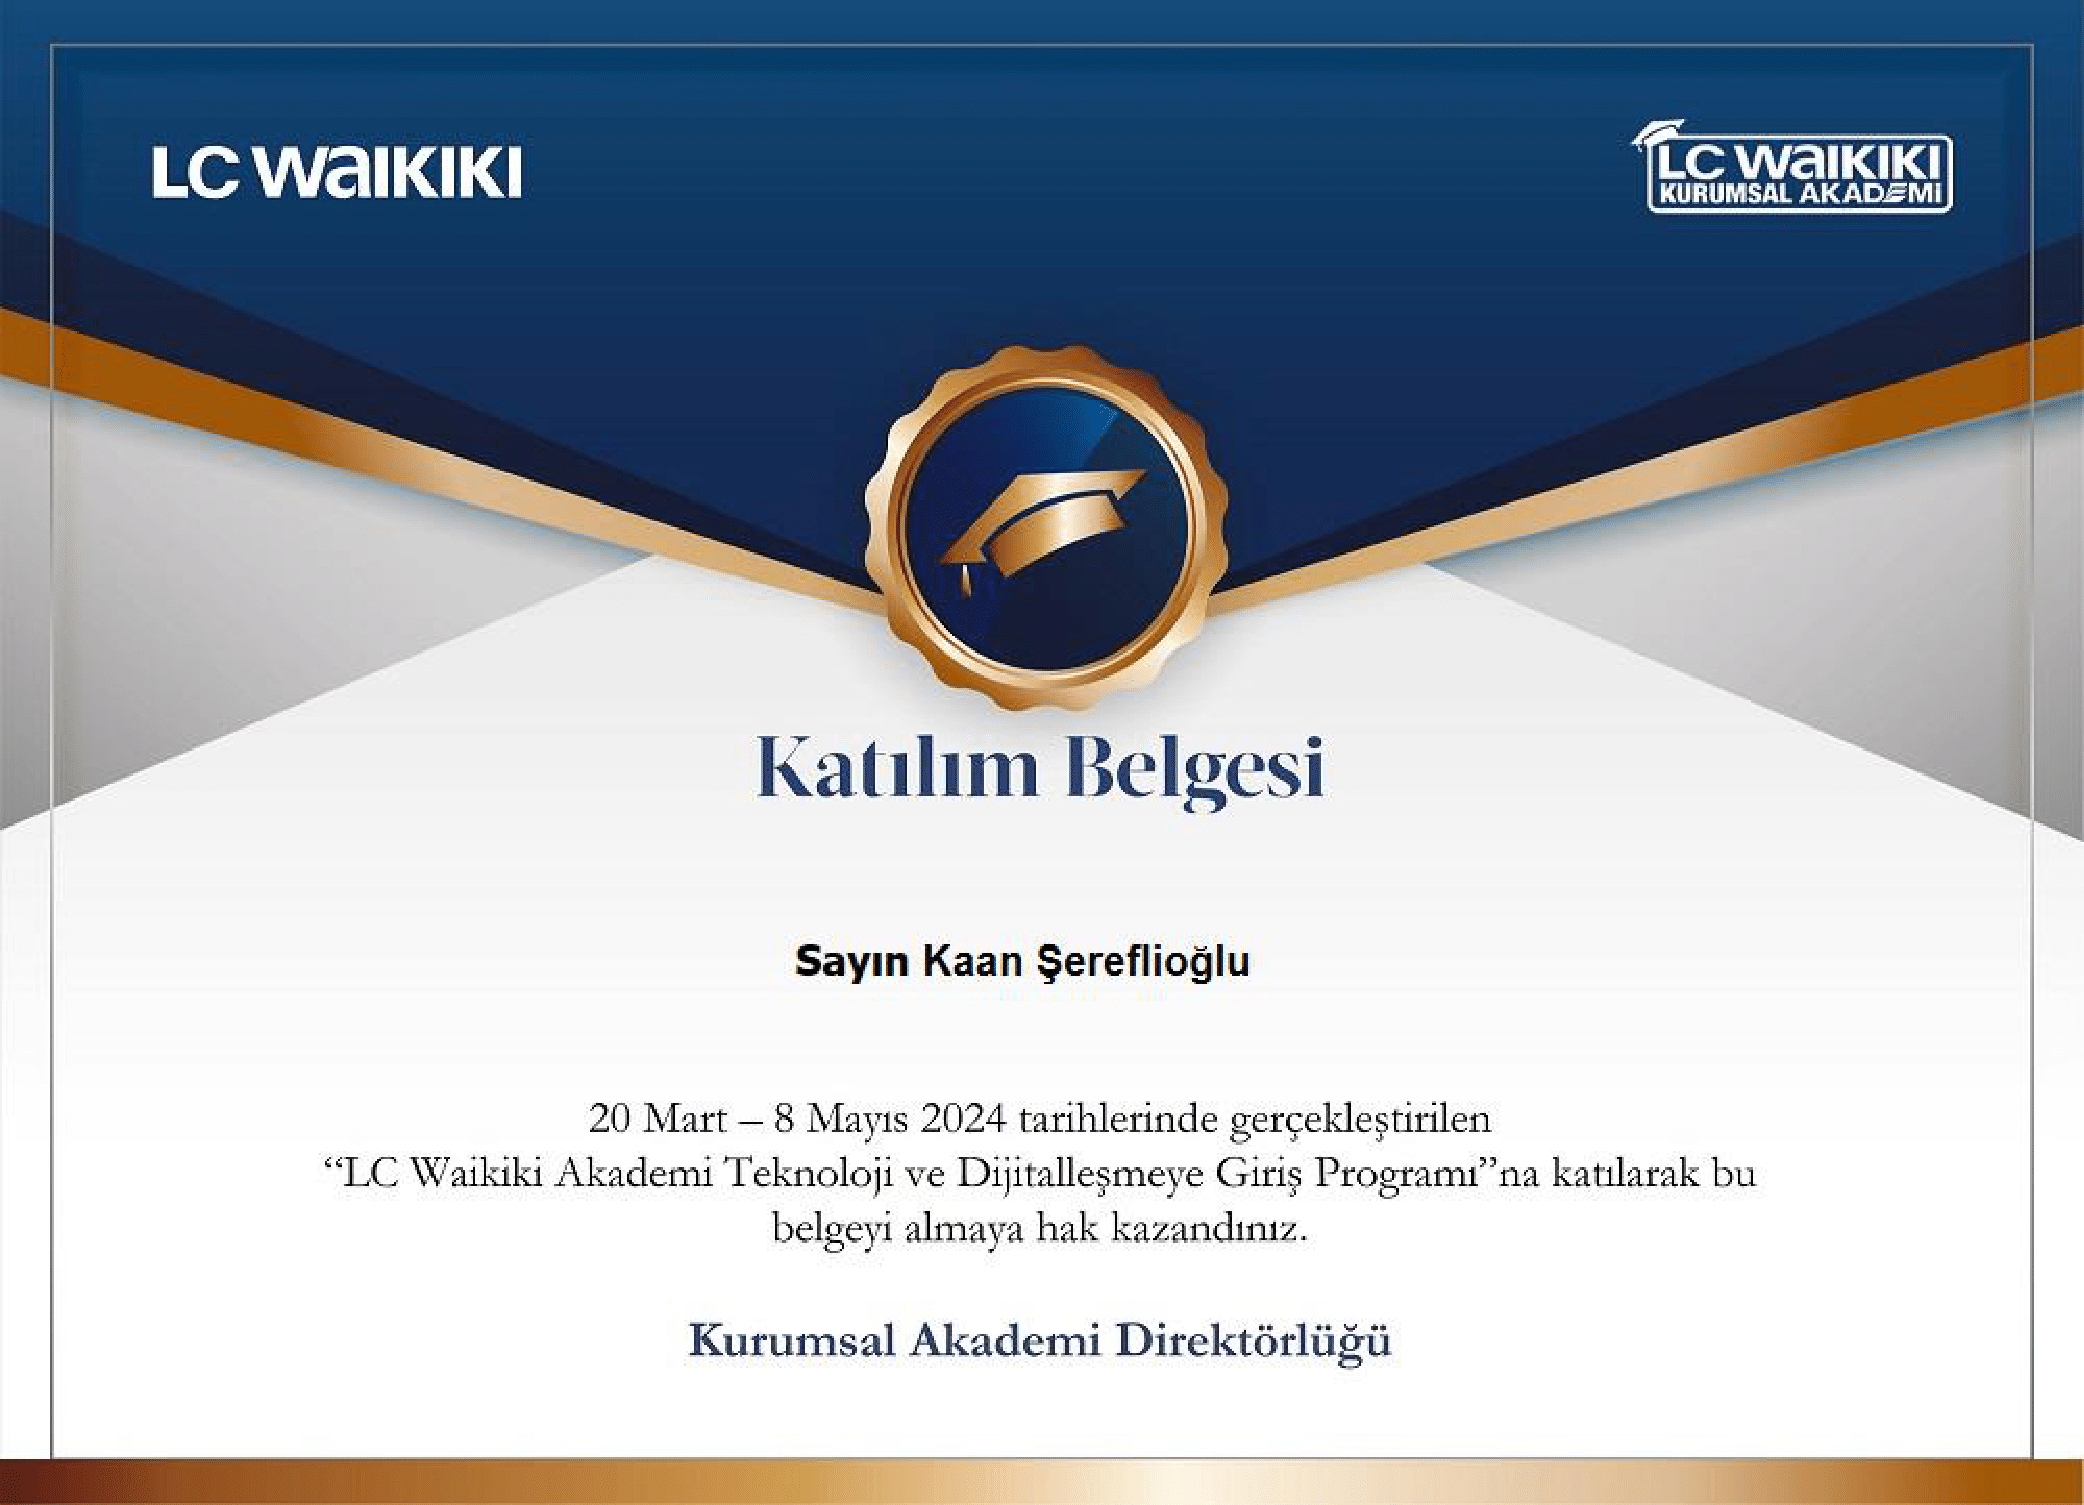 LC WAIKIKI
LC WAIKIKI
KURUMSAL AKADEMİ
Katılım Belgesi
Sayın Kaan Şereflioğlu
20 Mart – 8 Mayıs 2024 tarihlerinde gerçekleştirilen
“LC Waikiki Akademi Teknoloji ve Dijitalleşmeye Giriş Programı”na katılarak bu
belgeyi almaya hak kazandınız.
Kurumsal Akademi Direktörlüğü